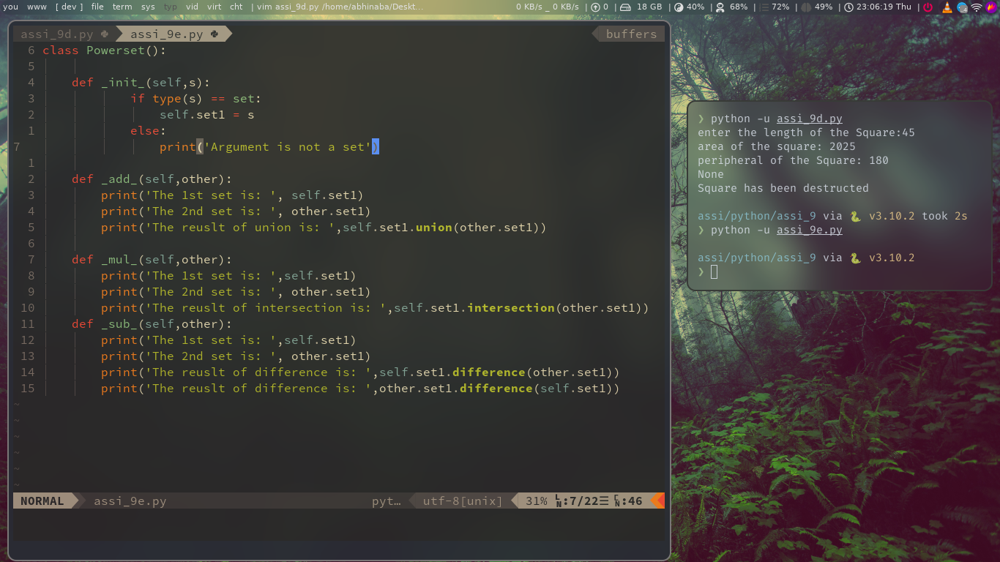 you www [ dev ] file term sys typ vid virt cht | vim assi_9d.py /home/abhinaba/Deskt... 0 KB/s _ 0 KB/s | 0 | 18 GB | 40% | 68% | 72% | 49% | 23:06:19 Thu |
assi_9d.py assi_9e.py buffers
6 class Powerset():
5
4 def _init_(self,s):
3 if type(s) == set:
2 self.set1 = s
1 else:
7 print('Argument is not a set')
1
2 def _add_(self,other):
3 print('The 1st set is: ', self.set1)
4 print('The 2nd set is: ', other.set1)
5 print('The reuslt of union is: ',self.set1.union(other.set1))
6
7 def _mul_(self,other):
8 print('The 1st set is: ',self.set1)
9 print('The 2nd set is: ', other.set1)
10 print('The reuslt of intersection is: ',self.set1.intersection(other.set1))
11 def _sub_(self,other):
12 print('The 1st set is: ',self.set1)
13 print('The 2nd set is: ', other.set1)
14 print('The reuslt of difference is: ',self.set1.difference(other.set1))
15 print('The reuslt of difference is: ',other.set1.difference(self.set1))
~
~
~
~
~
~
NORMAL assi_9e.py pyt… utf-8[unix] 31% LN:7/22☰ CN:46
❯ python -u assi_9d.py
enter the length of the Square:45
area of the square: 2025
peripheral of the Square: 180
None
Square has been destructed
assi/python/assi_9 via 🐍 v3.10.2 took 2s
❯ python -u assi_9e.py
assi/python/assi_9 via 🐍 v3.10.2
❯